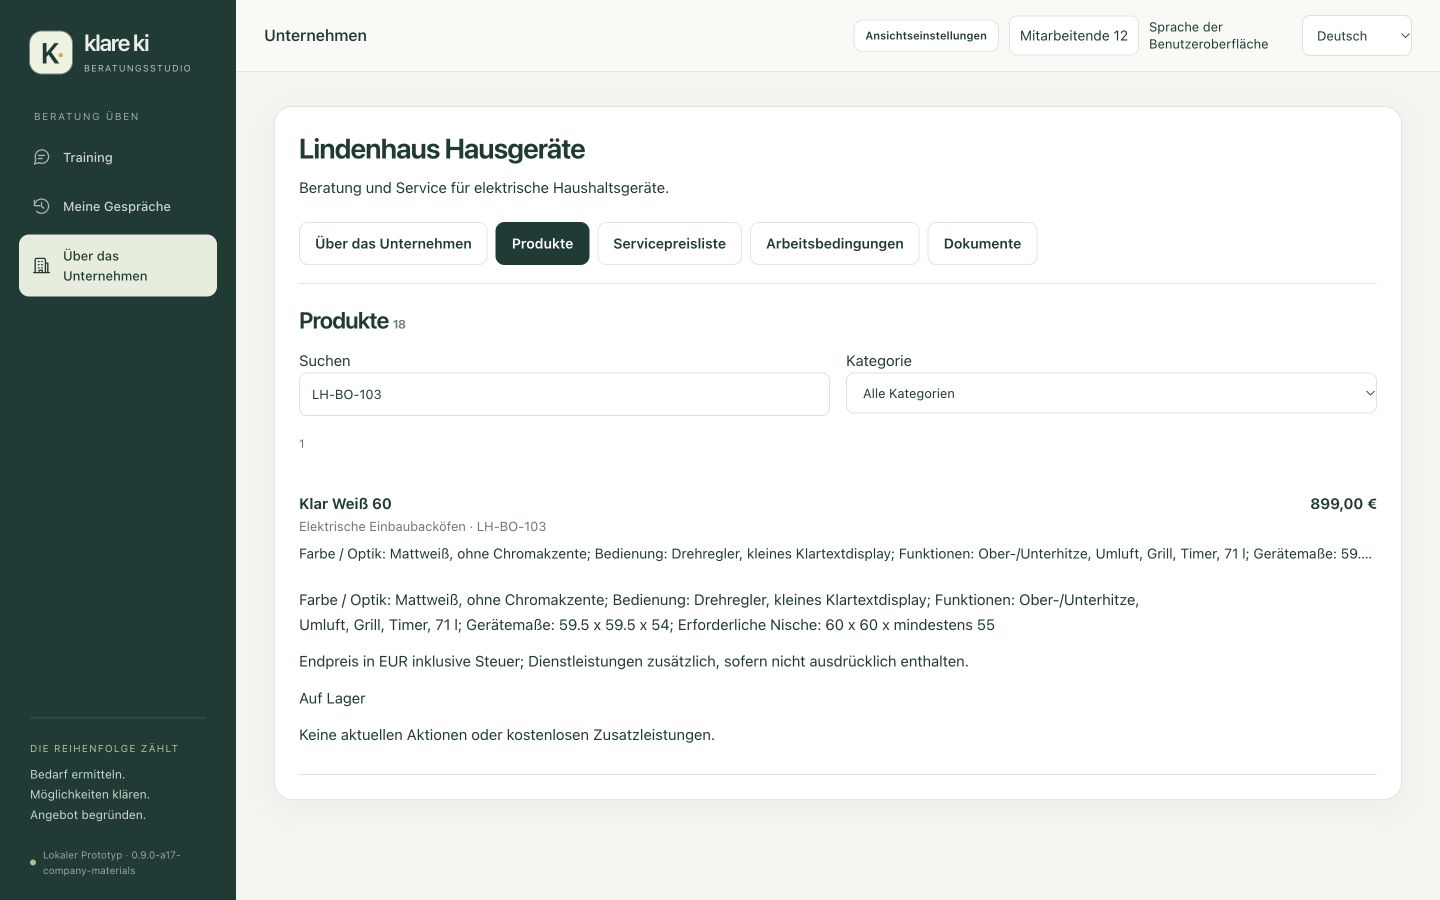 K
klare ki
BERATUNGSSTUDIO
BERATUNG ÜBEN
Training
Meine Gespräche
Über das
Unternehmen
DIE REIHENFOLGE ZÄHLT
Bedarf ermitteln.
Möglichkeiten klären.
Angebot begründen.
Lokaler Prototyp · 0.9.0-a17-
company-materials
Unternehmen
Ansichtseinstellungen
Mitarbeitende 12
Sprache der
Benutzeroberfläche
Deutsch
Lindenhaus Hausgeräte
Beratung und Service für elektrische Haushaltsgeräte.
Über das Unternehmen
Produkte
Servicepreisliste
Arbeitsbedingungen
Dokumente
Produkte 18
Suchen
LH-BO-103
Kategorie
Alle Kategorien
1
Klar Weiß 60
899,00 €
Elektrische Einbaubacköfen · LH-BO-103
Farbe / Optik: Mattweiß, ohne Chromakzente; Bedienung: Drehregler, kleines Klartextdisplay; Funktionen: Ober-/Unterhitze, Umluft, Grill, Timer, 71 l; Gerätemaße: 59....
Farbe / Optik: Mattweiß, ohne Chromakzente; Bedienung: Drehregler, kleines Klartextdisplay; Funktionen: Ober-/Unterhitze,
Umluft, Grill, Timer, 71 l; Gerätemaße: 59.5 x 59.5 x 54; Erforderliche Nische: 60 x 60 x mindestens 55
Endpreis in EUR inklusive Steuer; Dienstleistungen zusätzlich, sofern nicht ausdrücklich enthalten.
Auf Lager
Keine aktuellen Aktionen oder kostenlosen Zusatzleistungen.